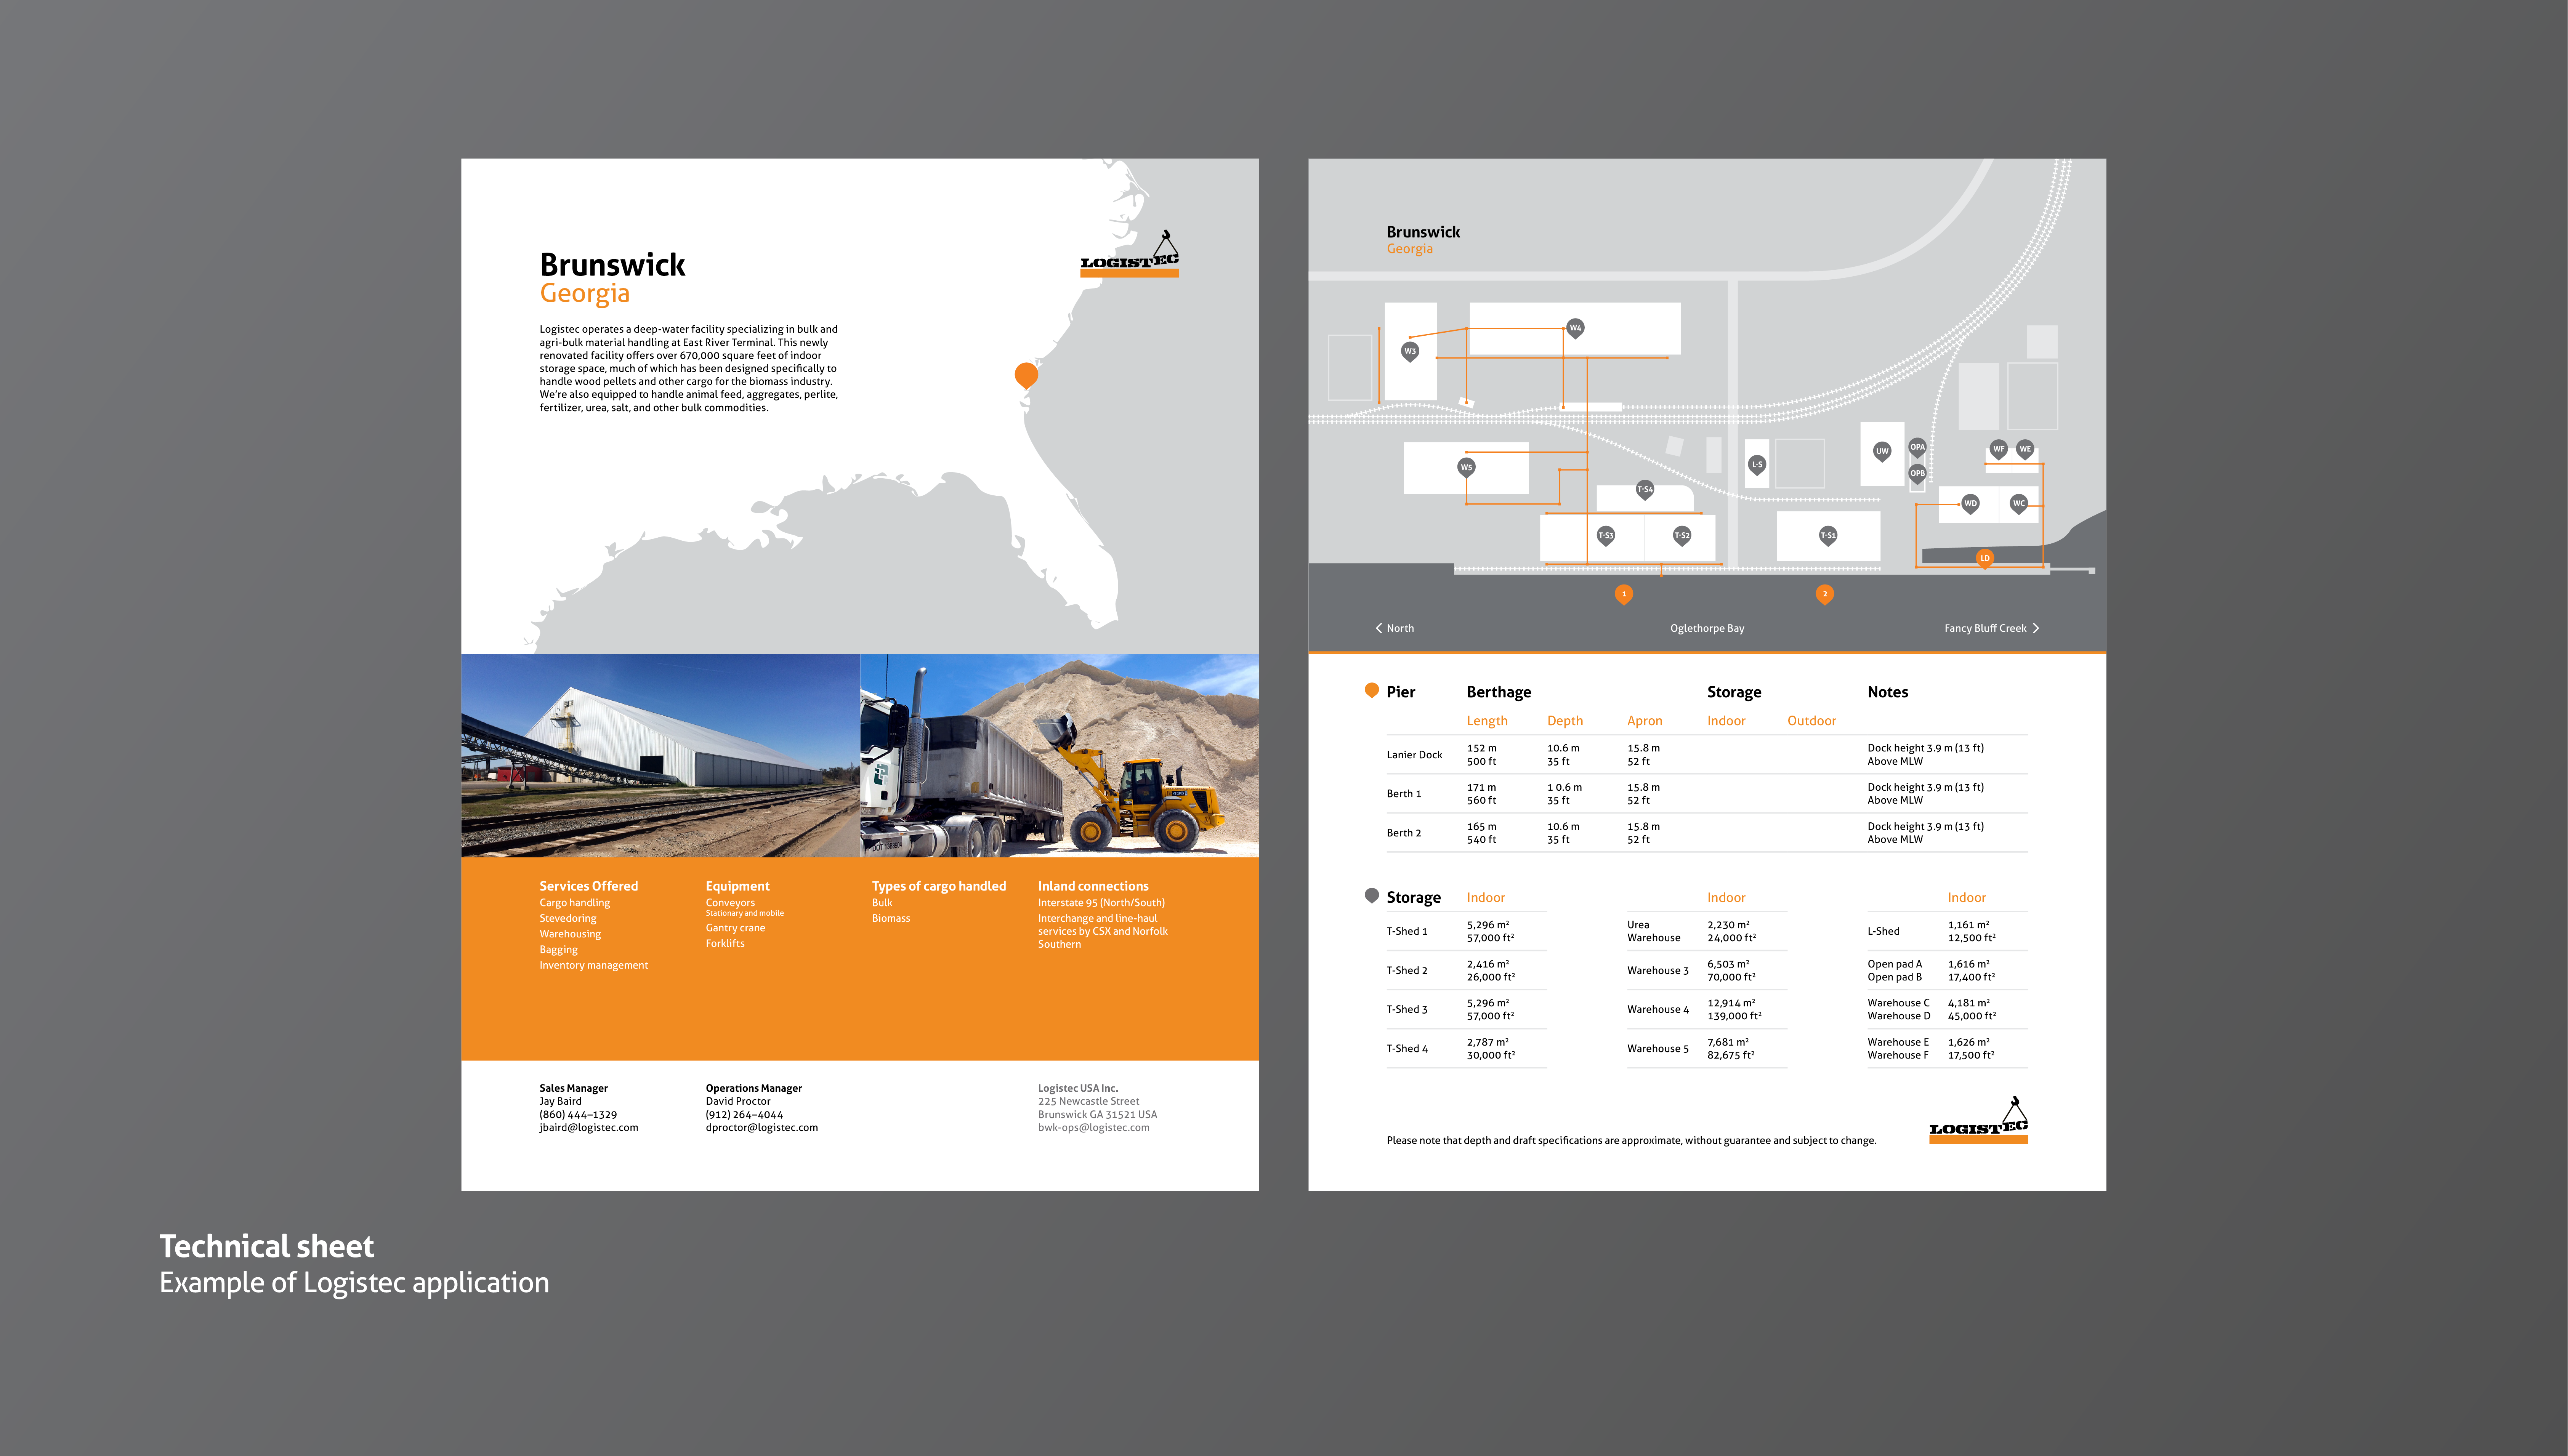 Brunswick
Georgia
LOGISTEC
Logistec operates a deep-water facility specializing in bulk and
agri-bulk material handling at East River Terminal. This newly
renovated facility offers over 670,000 square feet of indoor
storage space, much of which has been designed specifically to
handle wood pellets and other cargo for the biomass industry.
We're also equipped to handle animal feed, aggregates, perlite,
fertilizer, urea, salt, and other bulk commodities.
Services Offered
Cargo handling
Stevedoring
Warehousing
Bagging
Inventory management
Equipment
Conveyors
Stationary and mobile
Gantry crane
Forklifts
Types of cargo handled
Bulk
Biomass
Inland connections
Interstate 95 (North/South)
Interchange and line-haul
services by CSX and Norfolk
Southern
Sales Manager
Jay Baird
(860) 444–1329
jbaird@logistec.com
Operations Manager
David Proctor
(912) 264–4044
dproctor@logistec.com
Logistec USA Inc.
225 Newcastle Street
Brunswick GA 31521 USA
bwk-ops@logistec.com
Brunswick
Georgia
W3
W4
W5
L-S
UW
OPA
OPB
WF
WE
T-S4
WD
WC
T-S3
T-S2
T-S1
LD
1
2
North
Oglethorpe Bay
Fancy Bluff Creek
Pier Berthage Storage Notes
Length Depth Apron Indoor Outdoor
Lanier Dock
152 m 10.6 m 15.8 m Dock height 3.9 m (13 ft)
500 ft 35 ft 52 ft Above MLW
Berth 1
171 m 1 0.6 m 15.8 m Dock height 3.9 m (13 ft)
560 ft 35 ft 52 ft Above MLW
Berth 2
165 m 10.6 m 15.8 m Dock height 3.9 m (13 ft)
540 ft 35 ft 52 ft Above MLW
Storage Indoor
T-Shed 1
5,296 m²
57,000 ft²
T-Shed 2
2,416 m²
26,000 ft²
T-Shed 3
5,296 m²
57,000 ft²
T-Shed 4
2,787 m²
30,000 ft²
Indoor
Urea 2,230 m²
Warehouse 24,000 ft²
Warehouse 3
6,503 m²
70,000 ft²
Warehouse 4
12,914 m²
139,000 ft²
Warehouse 5
7,681 m²
82,675 ft²
Indoor
L-Shed
1,161 m²
12,500 ft²
Open pad A 1,616 m²
Open pad B 17,400 ft²
Warehouse C 4,181 m²
Warehouse D 45,000 ft²
Warehouse E 1,626 m²
Warehouse F 17,500 ft²
Please note that depth and draft specifications are approximate, without guarantee and subject to change.
LOGISTEC
Technical sheet
Example of Logistec application